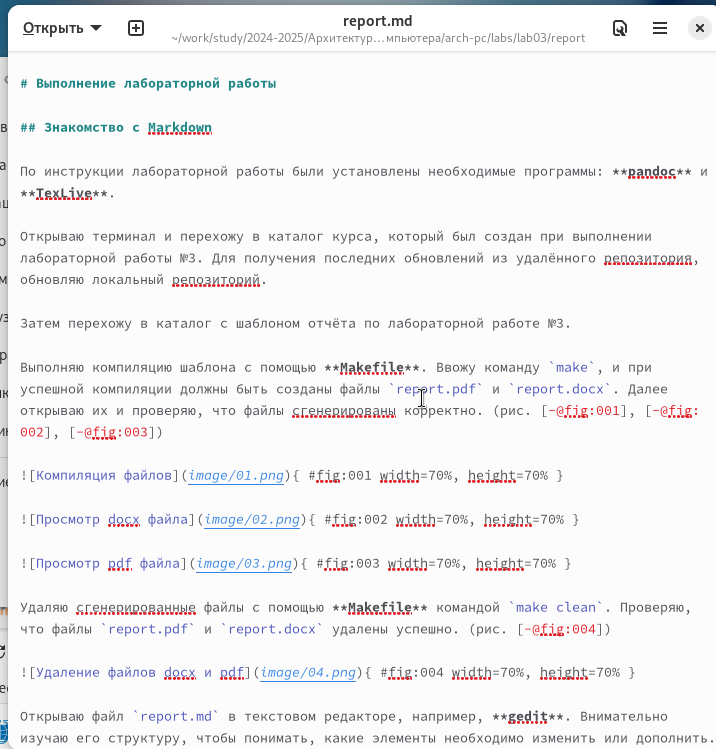 Открыть
report.md
~/work/study/2024-2025/Архитектур…мпьютера/arch-pc/labs/lab03/report
# Выполнение лабораторной работы
## Знакомство с Markdown
По инструкции лабораторной работы были установлены необходимые программы: **pandoc** и
**TexLive**.
Открываю терминал и перехожу в каталог курса, который был создан при выполнении
лабораторной работы №3. Для получения последних обновлений из удалённого репозитория,
обновляю локальный репозиторий.
Затем перехожу в каталог с шаблоном отчёта по лабораторной работе №3.
Выполняю компиляцию шаблона с помощью **Makefile**. Ввожу команду `make`, и при
успешной компиляции должны быть созданы файлы `report.pdf` и `report.docx`. Далее
открываю их и проверяю, что файлы сгенерированы корректно. (рис. [-@fig:001], [-@fig:
002], [-@fig:003])
![Компиляция файлов](image/01.png){ #fig:001 width=70%, height=70% }
![Просмотр docx файла](image/02.png){ #fig:002 width=70%, height=70% }
![Просмотр pdf файла](image/03.png){ #fig:003 width=70%, height=70% }
Удаляю сгенерированные файлы с помощью **Makefile** командой `make clean`. Проверяю,
что файлы `report.pdf` и `report.docx` удалены успешно. (рис. [-@fig:004])
![Удаление файлов docx и pdf](image/04.png){ #fig:004 width=70%, height=70% }
Открываю файл `report.md` в текстовом редакторе, например, **gedit**. Внимательно
изучаю его структуру, чтобы понимать, какие элементы необходимо изменить или дополнить.